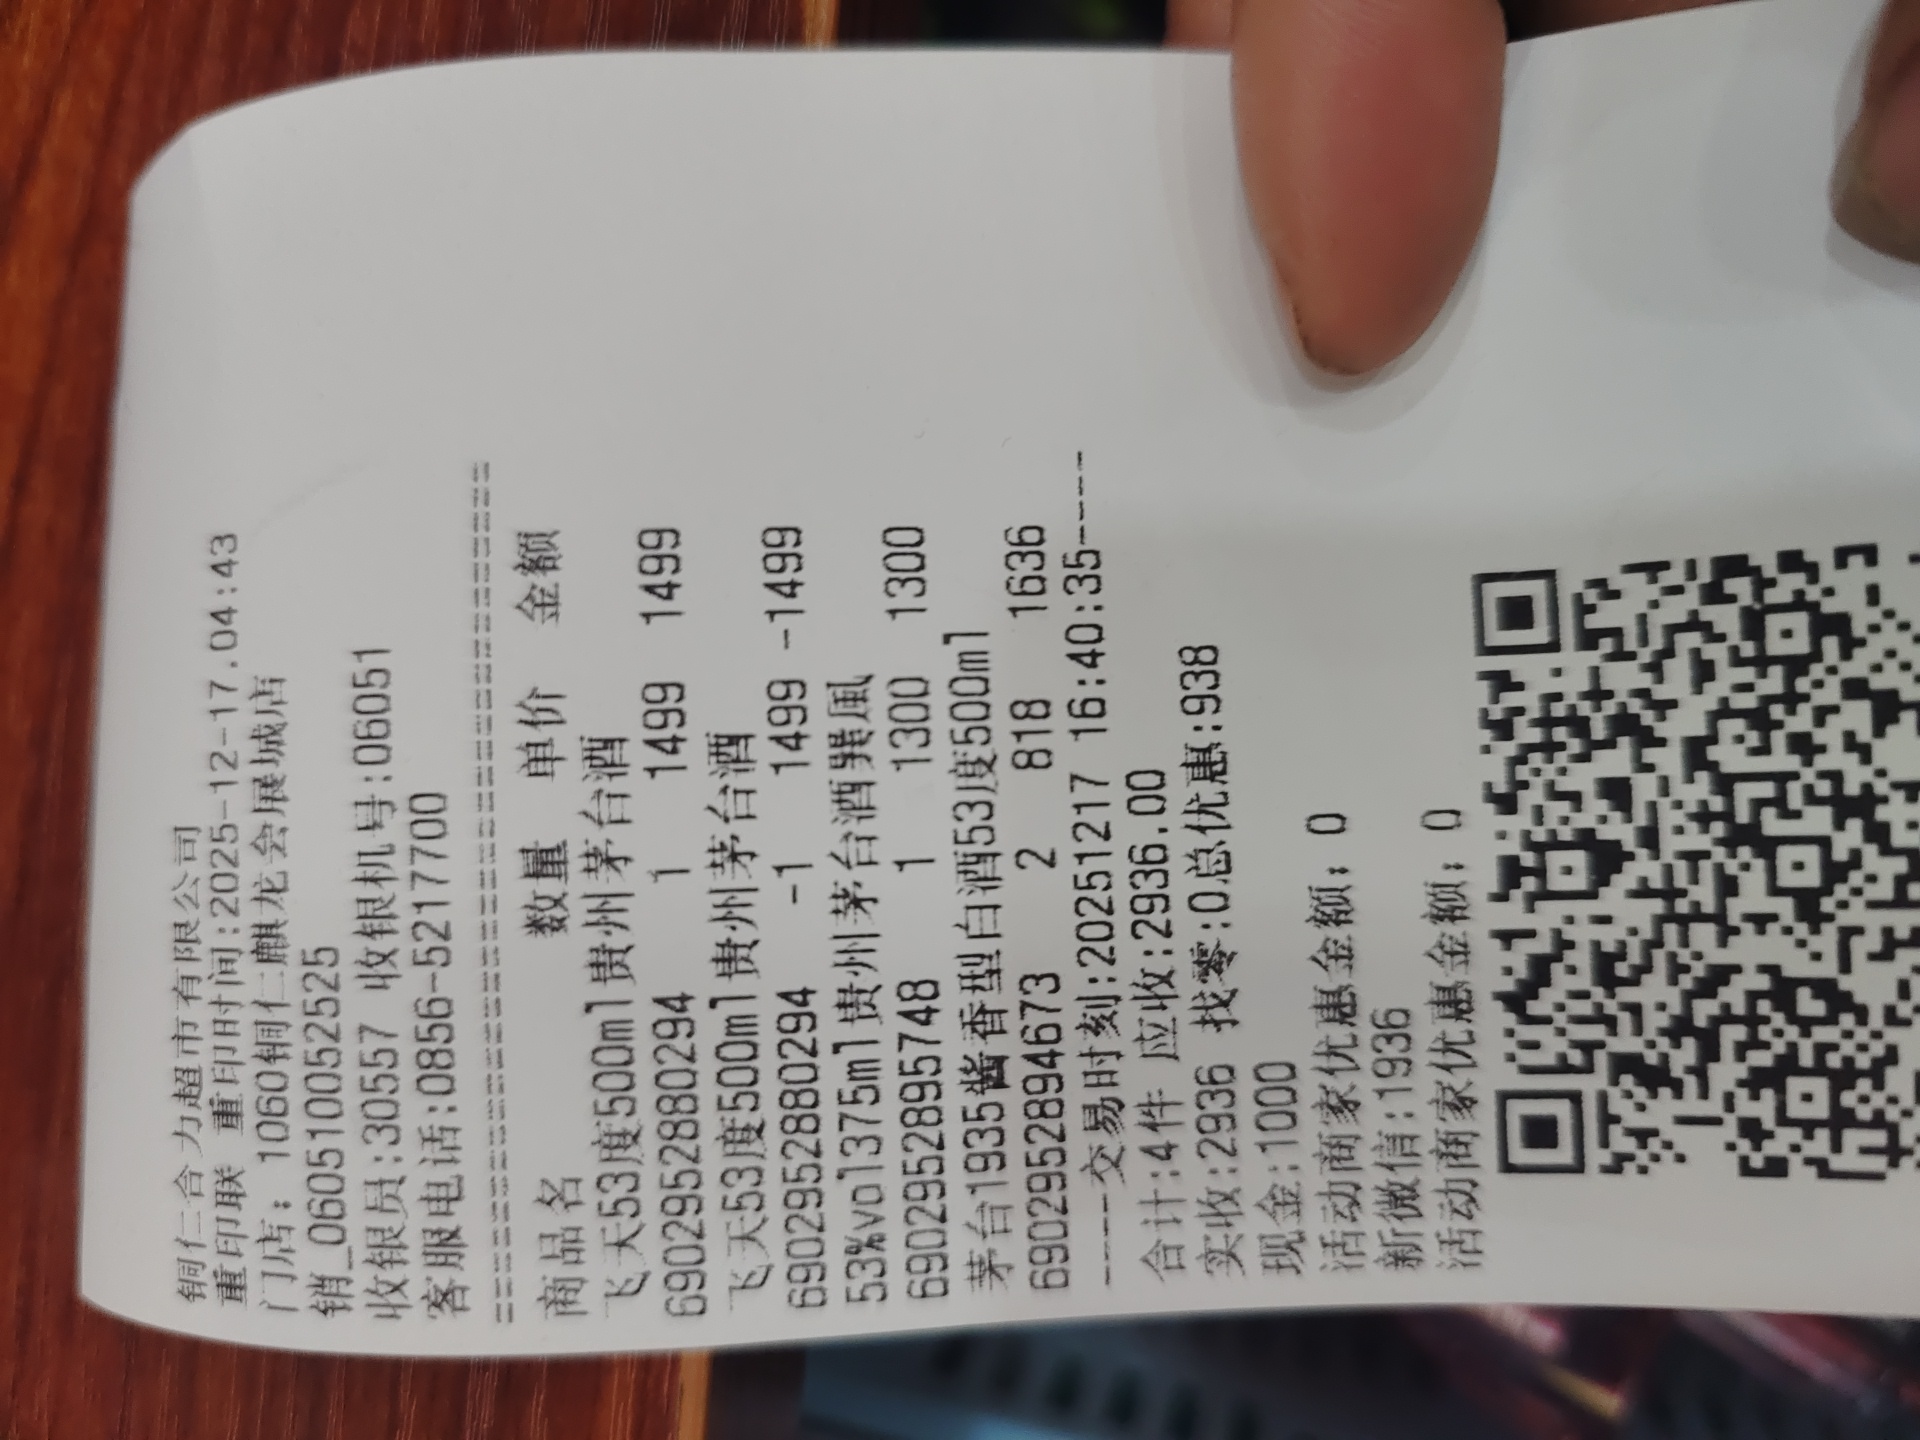 铜仁合力超市有限公司
重印联 重印时间:2025-12-17.04:43
门店: 1060铜仁麒龙会展城店
销_060510052525
收银员:30557 收银机号:06051
客服电话:0856-5217700
================================
商品名 数量 单价 金额
飞天53度500ml贵州茅台酒
6902952880294 1 1499 1499
飞天53度500ml贵州茅台酒
6902952880294 -1 1499 -1499
53%vol375ml贵州茅台酒巽風
6902952895748 1 1300 1300
茅台1935酱香型白酒53度500ml
6902952894673 2 818 1636
-----交易时刻:20251217 16:40:35----
合计:4件 应收:2936.00
实收:2936 找零:0总优惠:938
现金:1000
活动商家优惠金额: 0
新微信:1936
活动商家优惠金额: 0